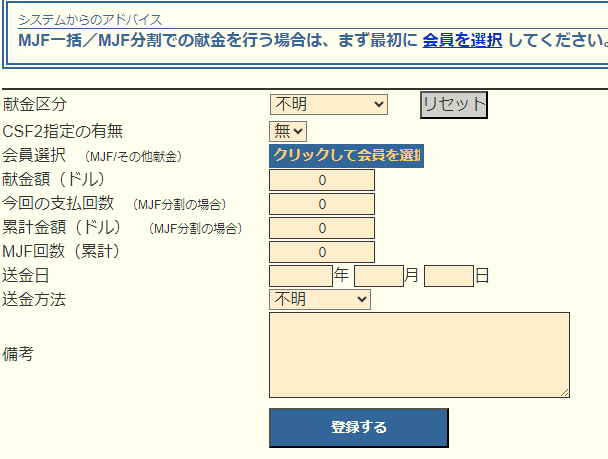 システムからのアドバイス
MJF一括／MJF分割での献金を行う場合は、まず最初に 会員を選択 してください。
献金区分 不明 リセット
CSF2指定の有無 無
会員選択 （MJF/その他献金） クリックして会員を選
献金額（ドル） 0
今回の支払回数 （MJF分割の場合） 0
累計金額（ドル） （MJF分割の場合） 0
MJF回数（累計） 0
送金日 年 月 日
送金方法 不明
備考
登録する